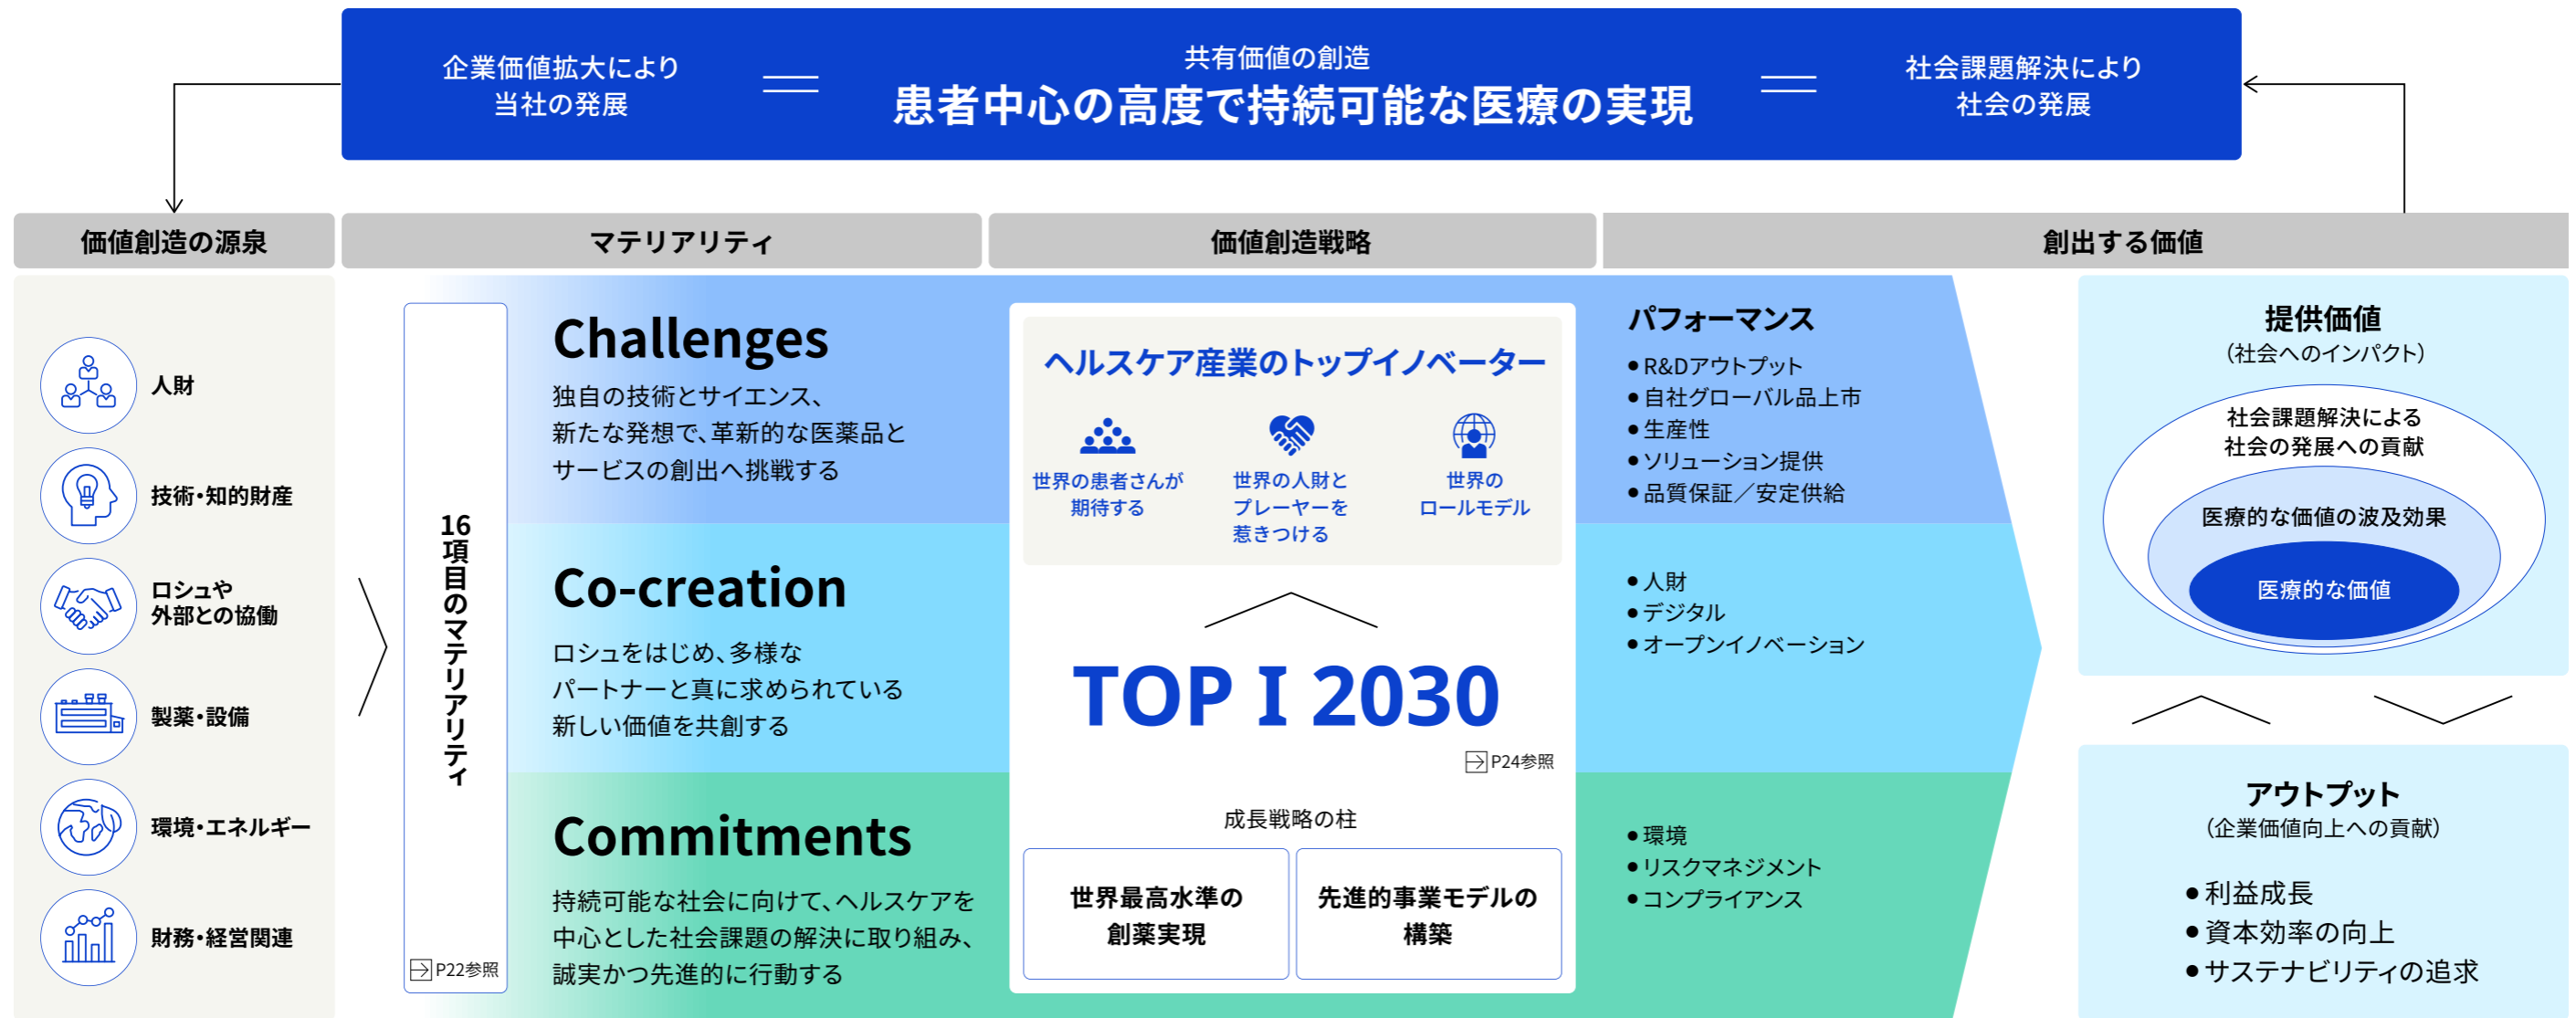 企業価値拡大により
当社の発展
共有価値の創造
患者中心の高度で持続可能な医療の実現
社会課題解決により
社会の発展
価値創造の源泉
マテリアリティ
価値創造戦略
創出する価値
人財
技術・知的財産
ロシュや
外部との協働
製薬・設備
環境・エネルギー
財務・経営関連
16項目のマテリアリティ
P22参照
Challenges
独自の技術とサイエンス、
新たな発想で、革新的な医薬品と
サービスの創出へ挑戦する
Co-creation
ロシュをはじめ、多様な
パートナーと真に求められている
新しい価値を共創する
Commitments
持続可能な社会に向けて、ヘルスケアを
中心とした社会課題の解決に取り組み、
誠実かつ先進的に行動する
ヘルスケア産業のトップイノベーター
世界の患者さんが
期待する
世界の人財と
プレーヤーを
惹きつける
世界の
ロールモデル
TOP I 2030
P24参照
成長戦略の柱
世界最高水準の
創薬実現
先進的事業モデルの
構築
パフォーマンス
●R&Dアウトプット
●自社グローバル品上市
●生産性
●ソリューション提供
●品質保証／安定供給
●人財
●デジタル
●オープンイノベーション
●環境
●リスクマネジメント
●コンプライアンス
提供価値
（社会へのインパクト）
社会課題解決による
社会の発展への貢献
医療的な価値の波及効果
医療的な価値
アウトプット
（企業価値向上への貢献）
●利益成長
●資本効率の向上
●サステナビリティの追求